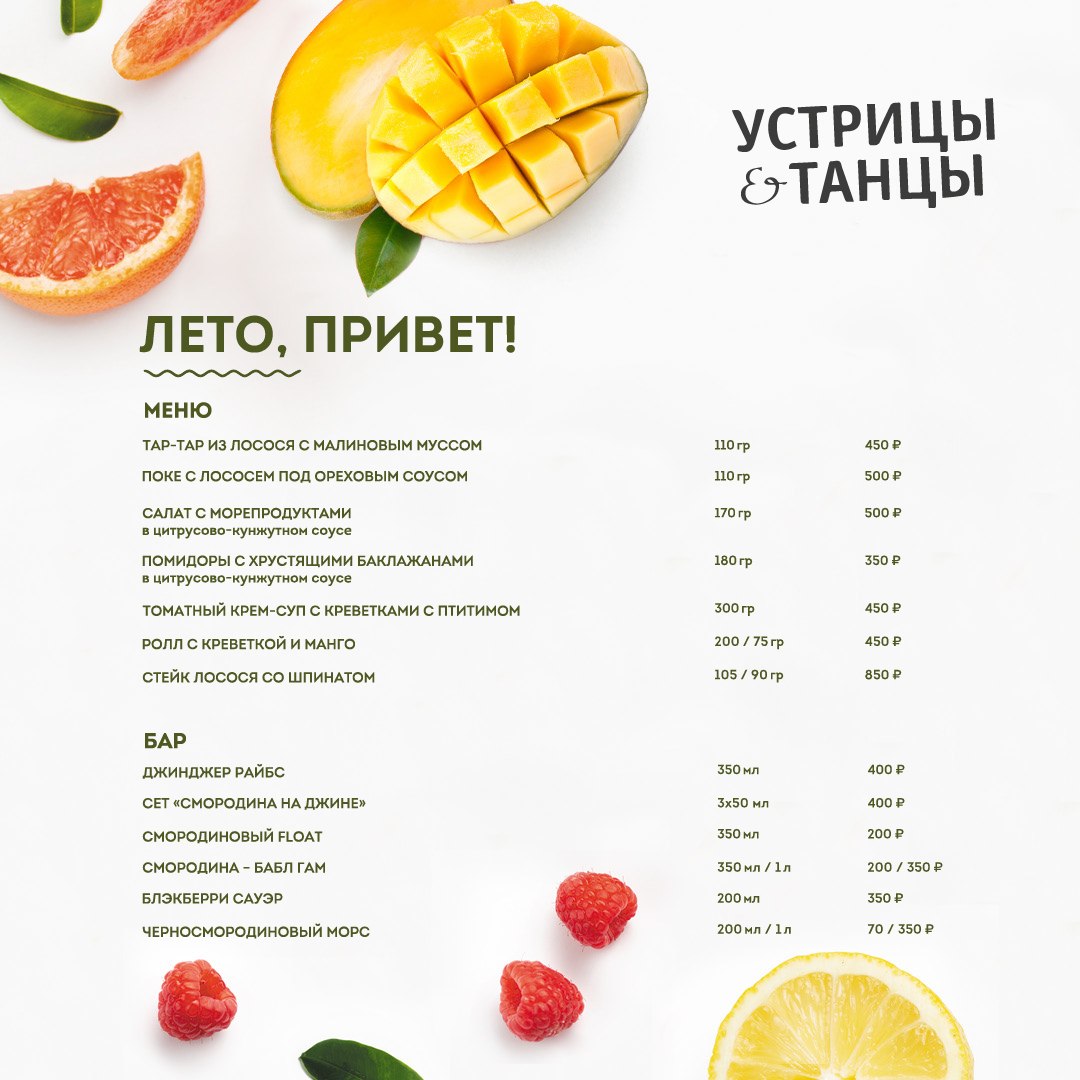 УСТРИЦЫ
& ТАНЦЫ
ЛЕТО, ПРИВЕТ!
МЕНЮ
ТАР-ТАР ИЗ ЛОСОСЯ С МАЛИНОВЫМ МУССОМ 110 гр 450 ₽
ПОКЕ С ЛОСОСЕМ ПОД ОРЕХОВЫМ СОУСОМ 110 гр 500 ₽
САЛАТ С МОРЕПРОДУКТАМИ 170 гр 500 ₽
в цитрусово-кунжутном соусе
ПОМИДОРЫ С ХРУСТЯЩИМИ БАКЛАЖАНАМИ 180 гр 350 ₽
в цитрусово-кунжутном соусе
ТОМАТНЫЙ КРЕМ-СУП С КРЕВЕТКАМИ С ПТИТИМОМ 300 гр 450 ₽
РОЛЛ С КРЕВЕТКОЙ И МАНГО 200 / 75 гр 450 ₽
СТЕЙК ЛОСОСЯ СО ШПИНАТОМ 105 / 90 гр 850 ₽
БАР
ДЖИНДЖЕР РАЙБС 350 мл 400 ₽
СЕТ «СМОРОДИНА НА ДЖИНЕ» 3x50 мл 400 ₽
СМОРОДИНОВЫЙ FLOAT 350 мл 200 ₽
СМОРОДИНА – БАБЛ ГАМ 350 мл / 1 л 200 / 350 ₽
БЛЭКБЕРРИ САУЭР 200 мл 350 ₽
ЧЕРНОСМОРОДИНОВЫЙ МОРС 200 мл / 1 л 70 / 350 ₽